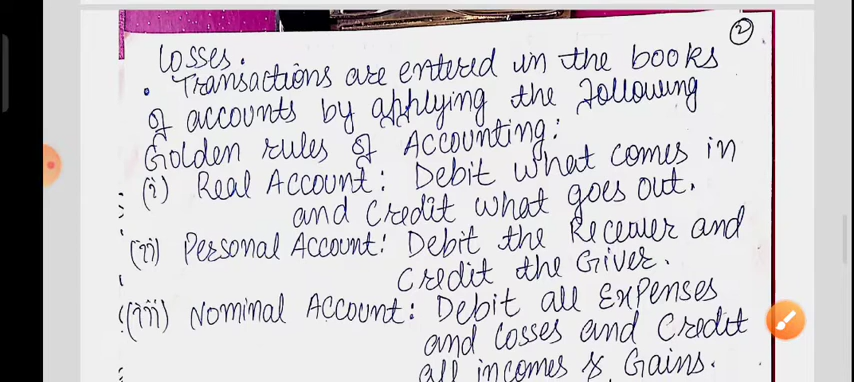 2
Losses.
• Transactions are entered in the books
of accounts by applying the following
Golden rules of Accounting:
(i) Real Account: Debit what comes in
and Credit what goes out.
(ii) Personal Account: Debit the Receiver and
Credit the Giver.
(iii) Nominal Account: Debit all Expenses
and Losses and Credit
all incomes & Gains.